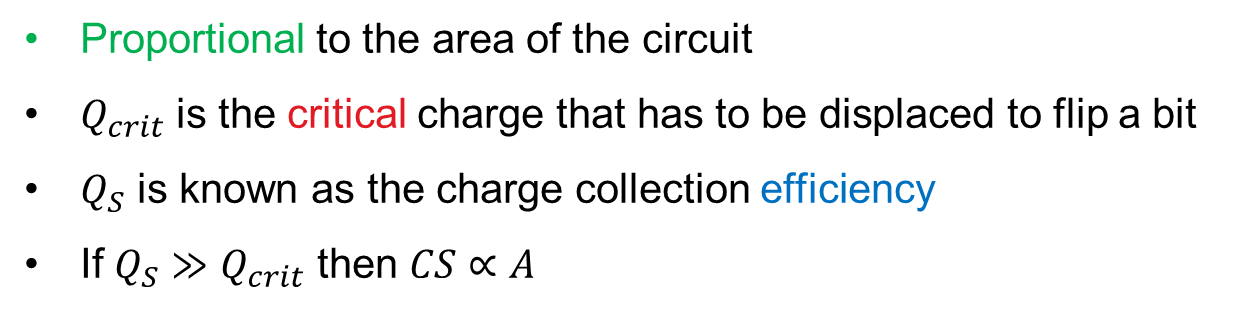 • Proportional to the area of the circuit
• Q_crit is the critical charge that has to be displaced to flip a bit
• Q_S is known as the charge collection efficiency
• If Q_S ≫ Q_crit then CS ∝ A